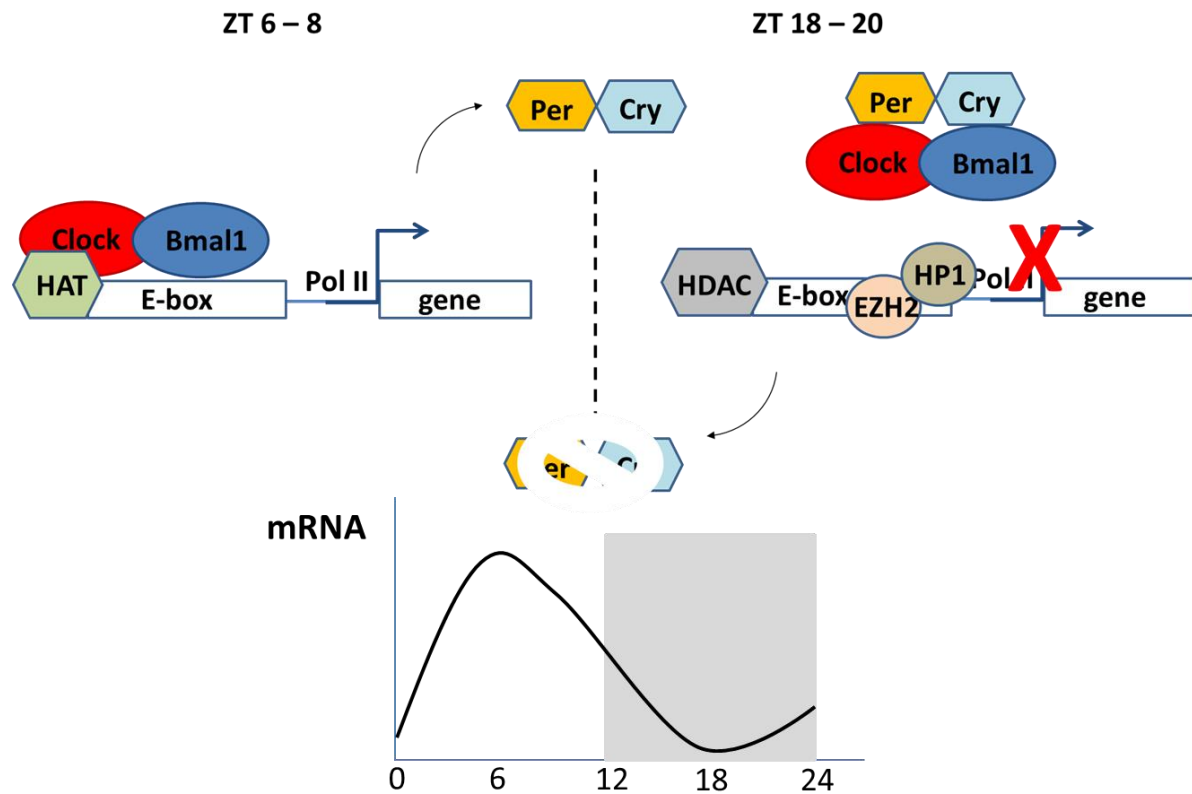 ZT 6 – 8
ZT 18 – 20
Per
Cry
Per
Cry
Clock
Bmal1
Clock
Bmal1
HAT
E-box
Pol II
gene
HDAC
E-box
EZH2
HP1
X
gene
er
mRNA
0
6
12
18
24